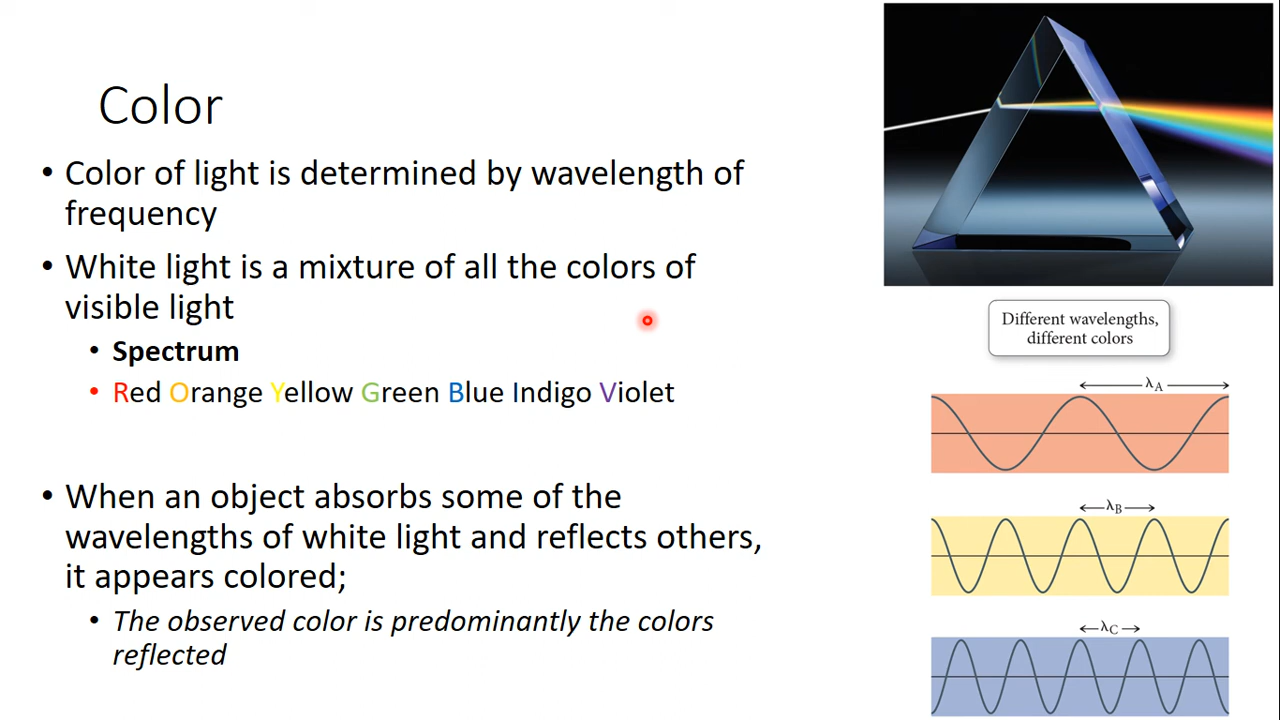 Color
• Color of light is determined by wavelength of
frequency
• White light is a mixture of all the colors of
visible light
• Spectrum
• Red Orange Yellow Green Blue Indigo Violet
• When an object absorbs some of the
wavelengths of white light and reflects others,
it appears colored;
• The observed color is predominantly the colors
reflected
Different wavelengths,
different colors
λA
λB
λC